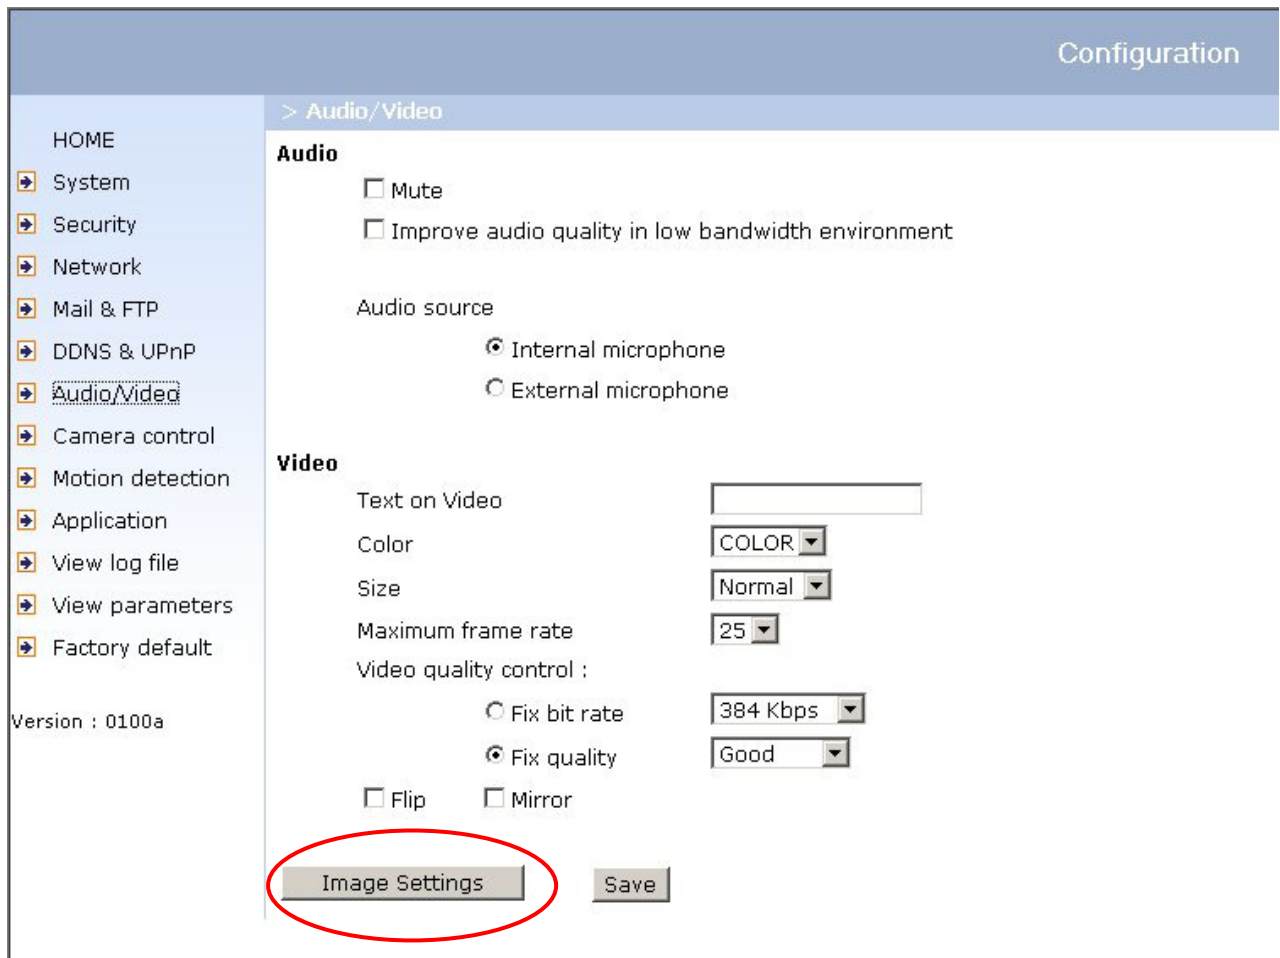 Configuration
> Audio/Video
HOME
System
Security
Network
Mail & FTP
DDNS & UPnP
Audio/Video
Camera control
Motion detection
Application
View log file
View parameters
Factory default
Version : 0100a
Audio
Mute
Improve audio quality in low bandwidth environment
Audio source
Internal microphone
External microphone
Video
Text on Video
Color COLOR
Size Normal
Maximum frame rate 25
Video quality control :
Fix bit rate 384 Kbps
Fix quality Good
Flip Mirror
Image Settings Save